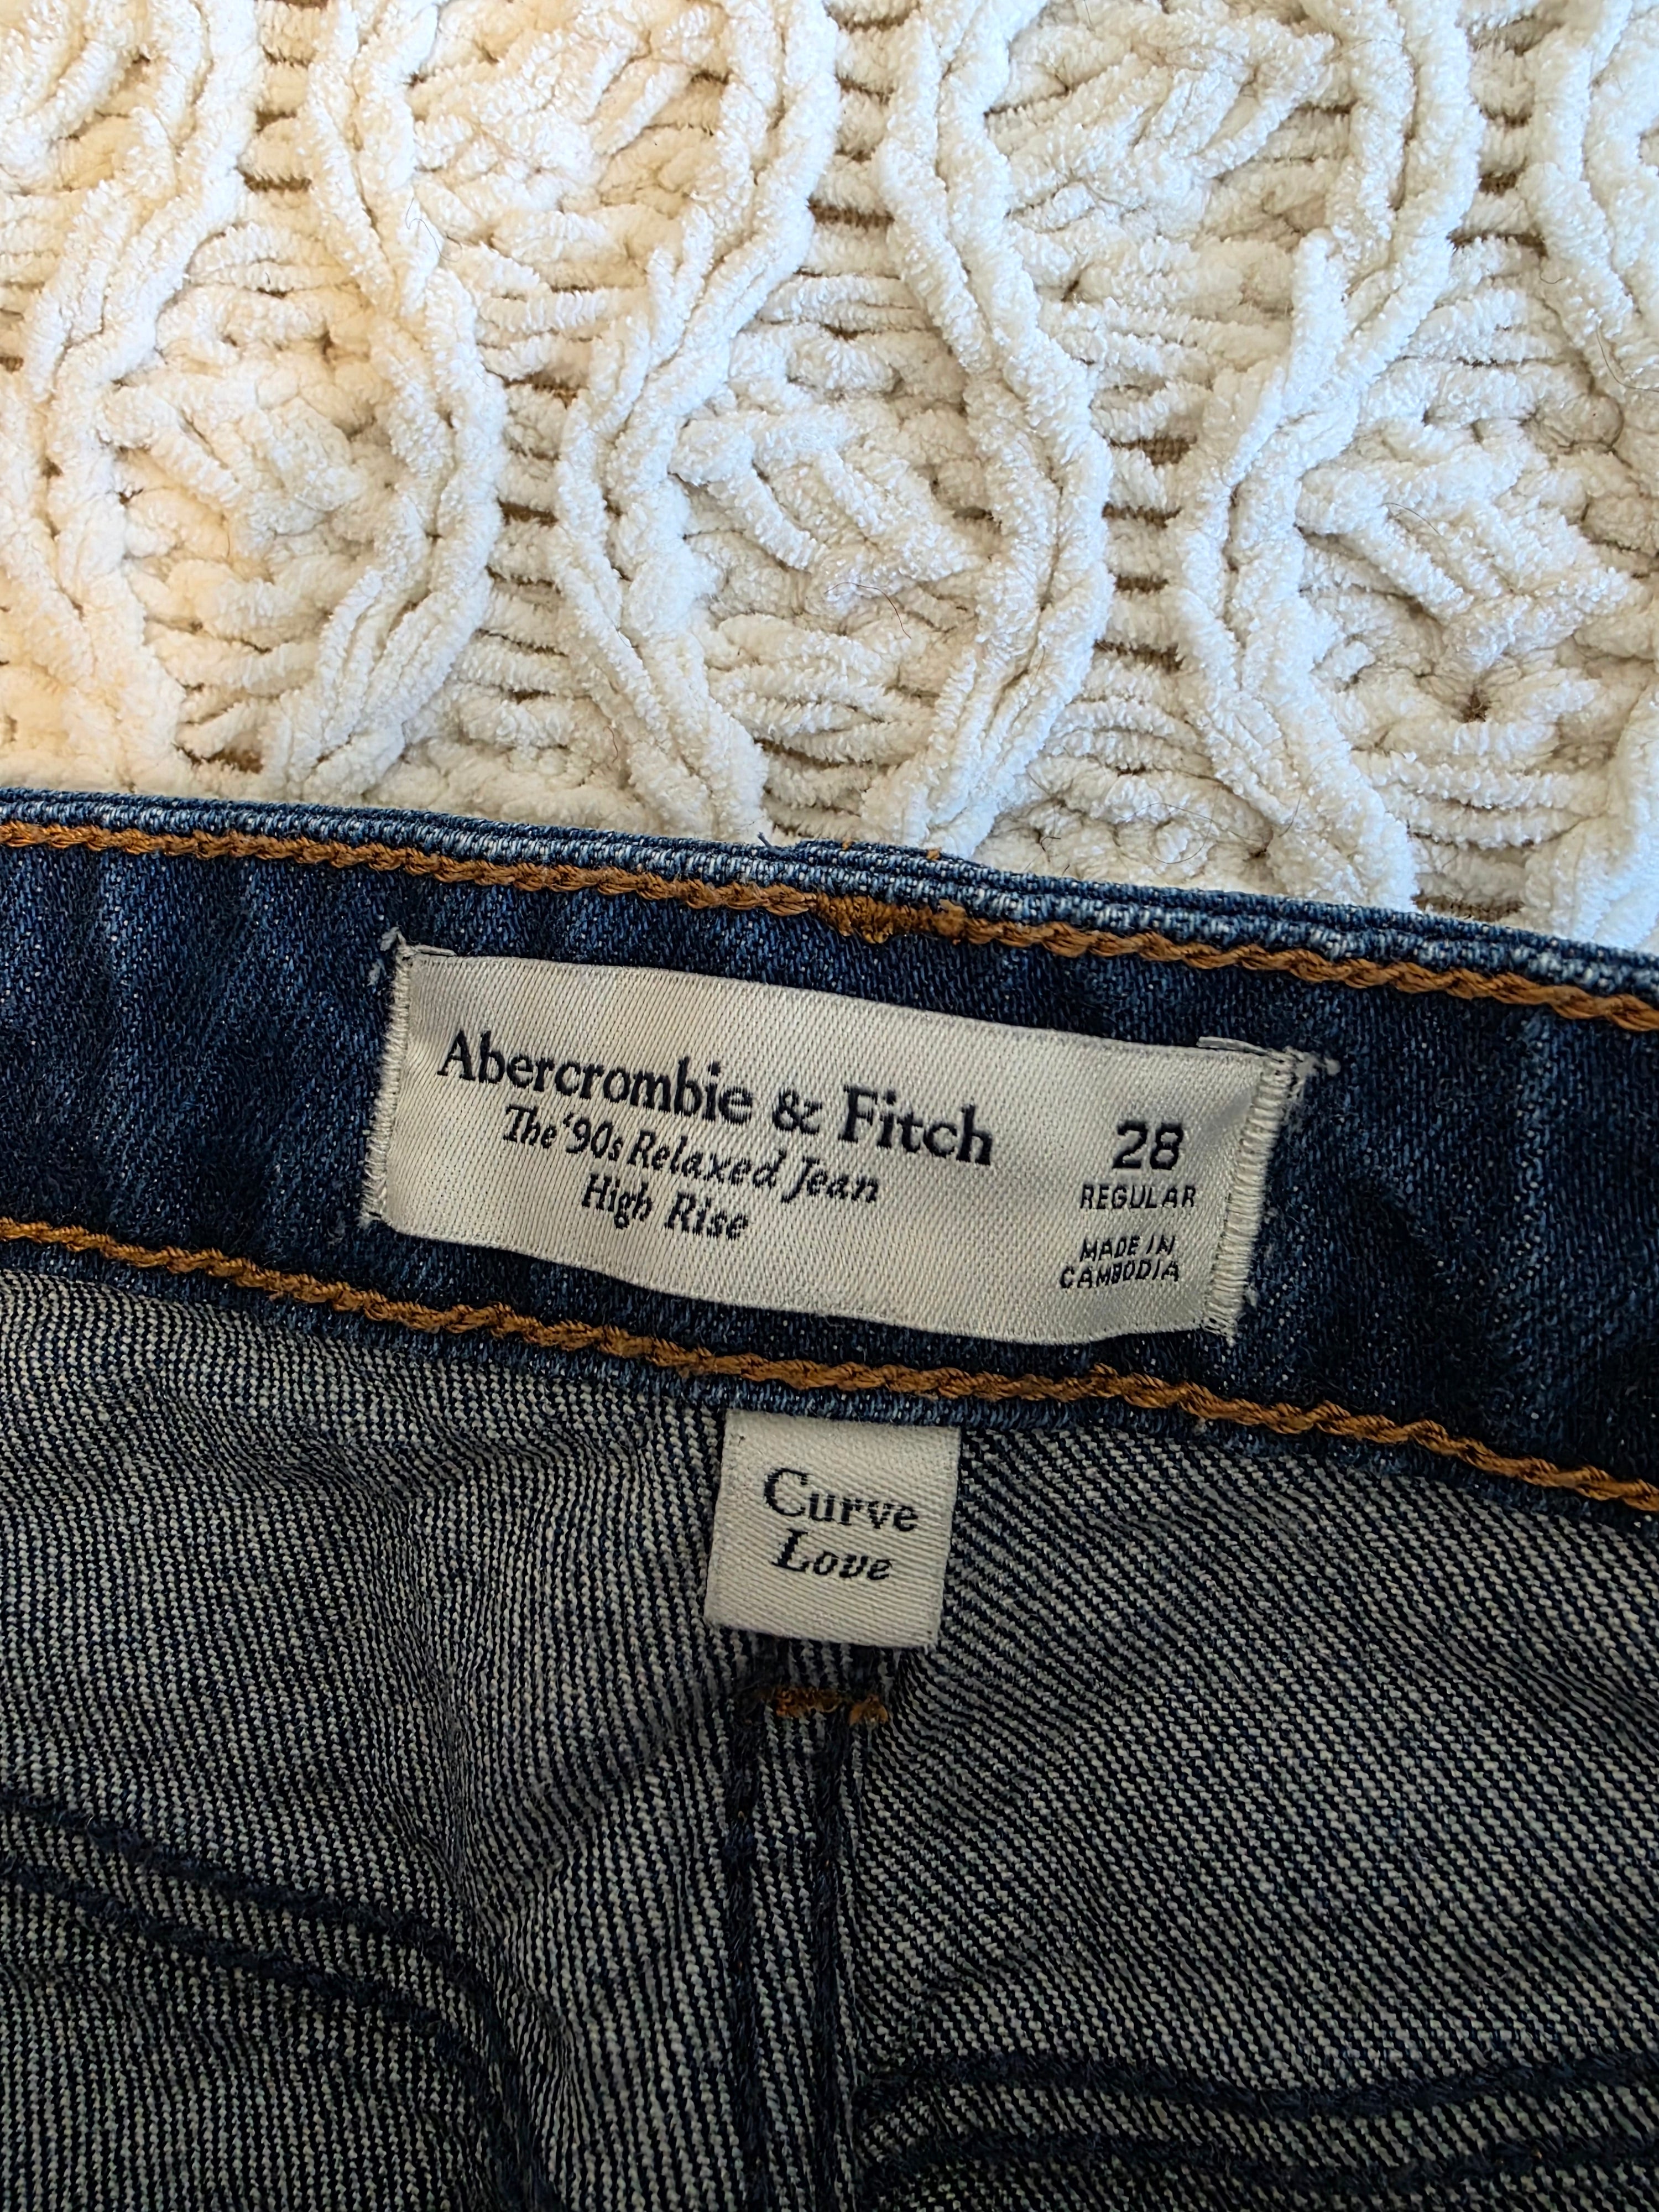 Abercrombie & Fitch
The '90s Relaxed Jean
High Rise
28
REGULAR
MADE IN
CAMBODIA
Curve
Love